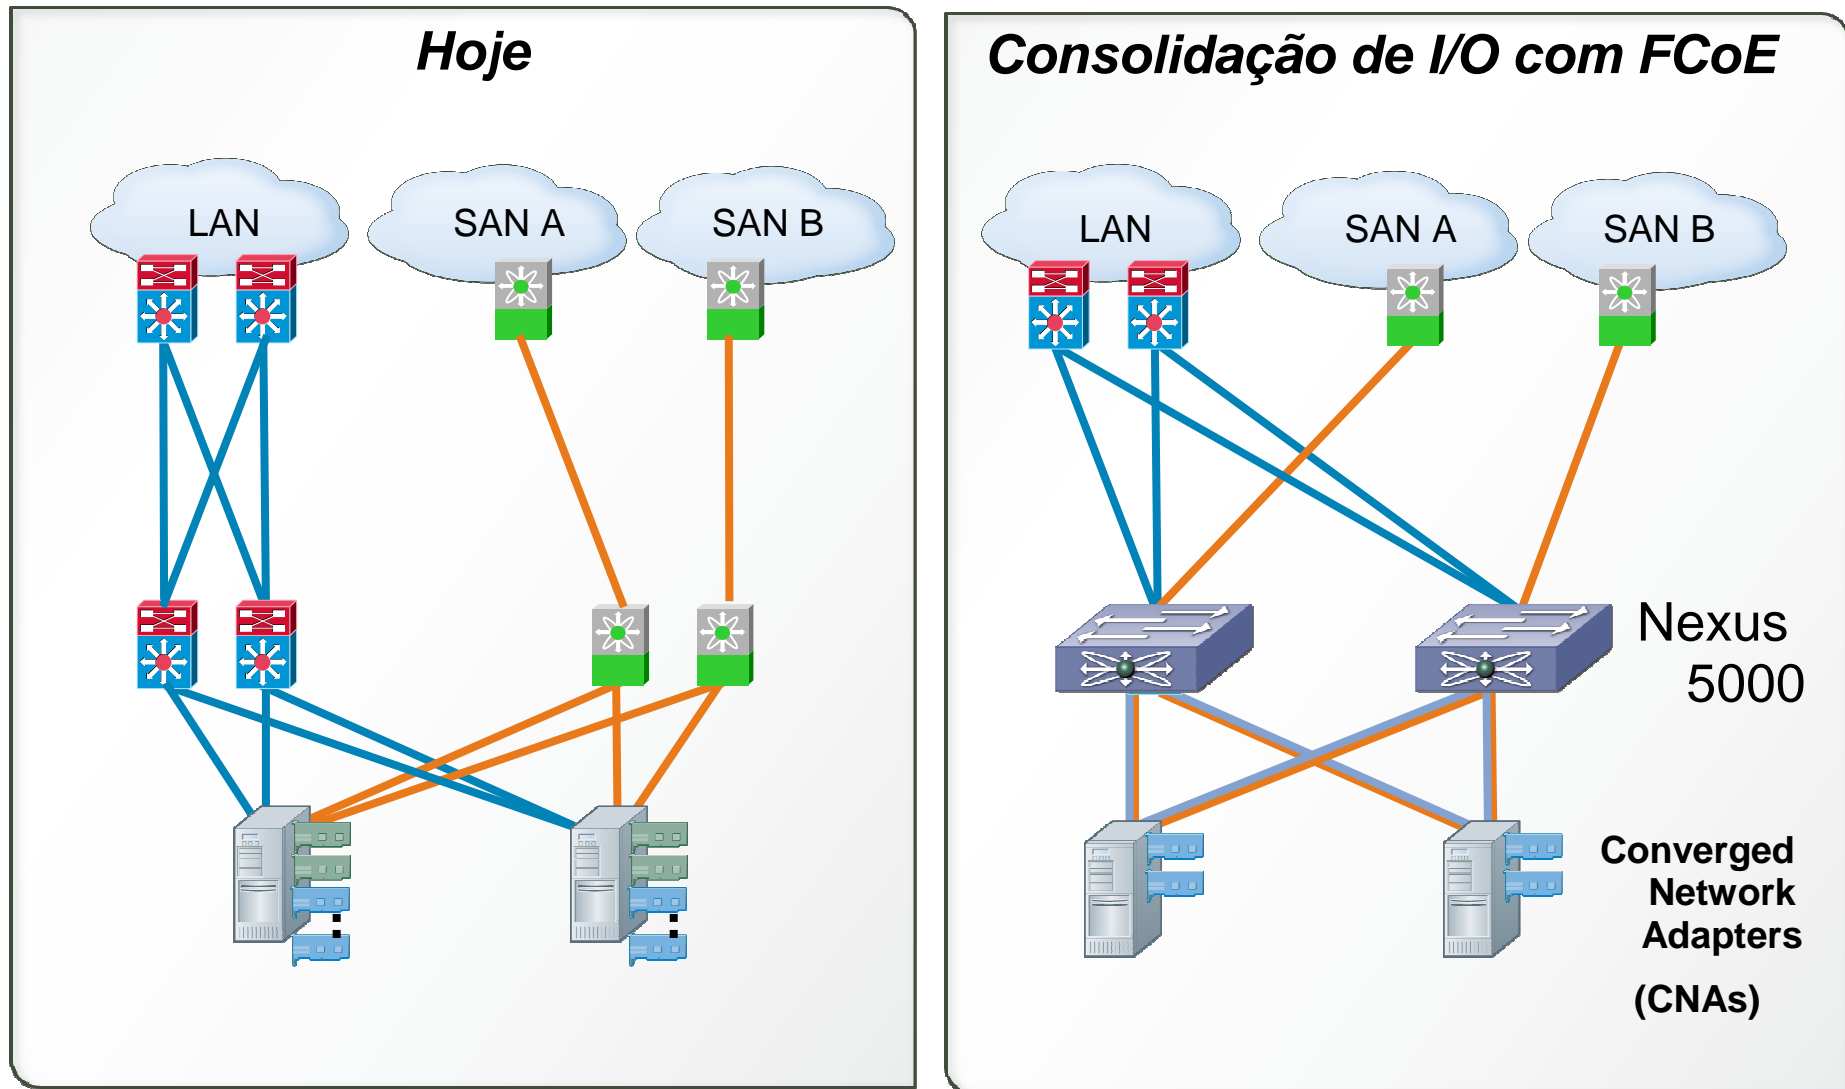 Hoje
LAN
SAN A
SAN B
Consolidação de I/O com FCoE
LAN
SAN A
SAN B
Nexus
5000
Converged
Network
Adapters
(CNAs)